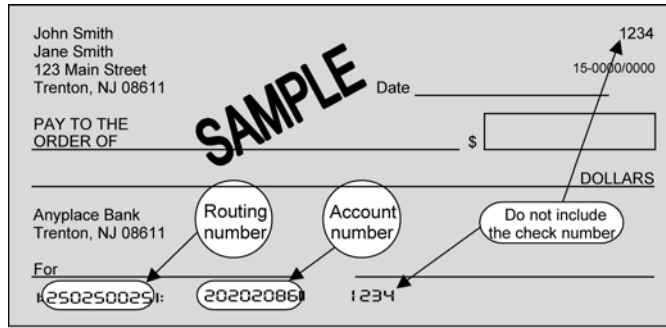 John Smith
Jane Smith
123 Main Street
Trenton, NJ 08611
1234
15-0000/0000
SAMPLE
Date
PAY TO THE
ORDER OF
$
DOLLARS
Anyplace Bank
Trenton, NJ 08611
Routing
number
Account
number
Do not include
the check number
For
⑆250250025⑆ 20202086⑈ 1234